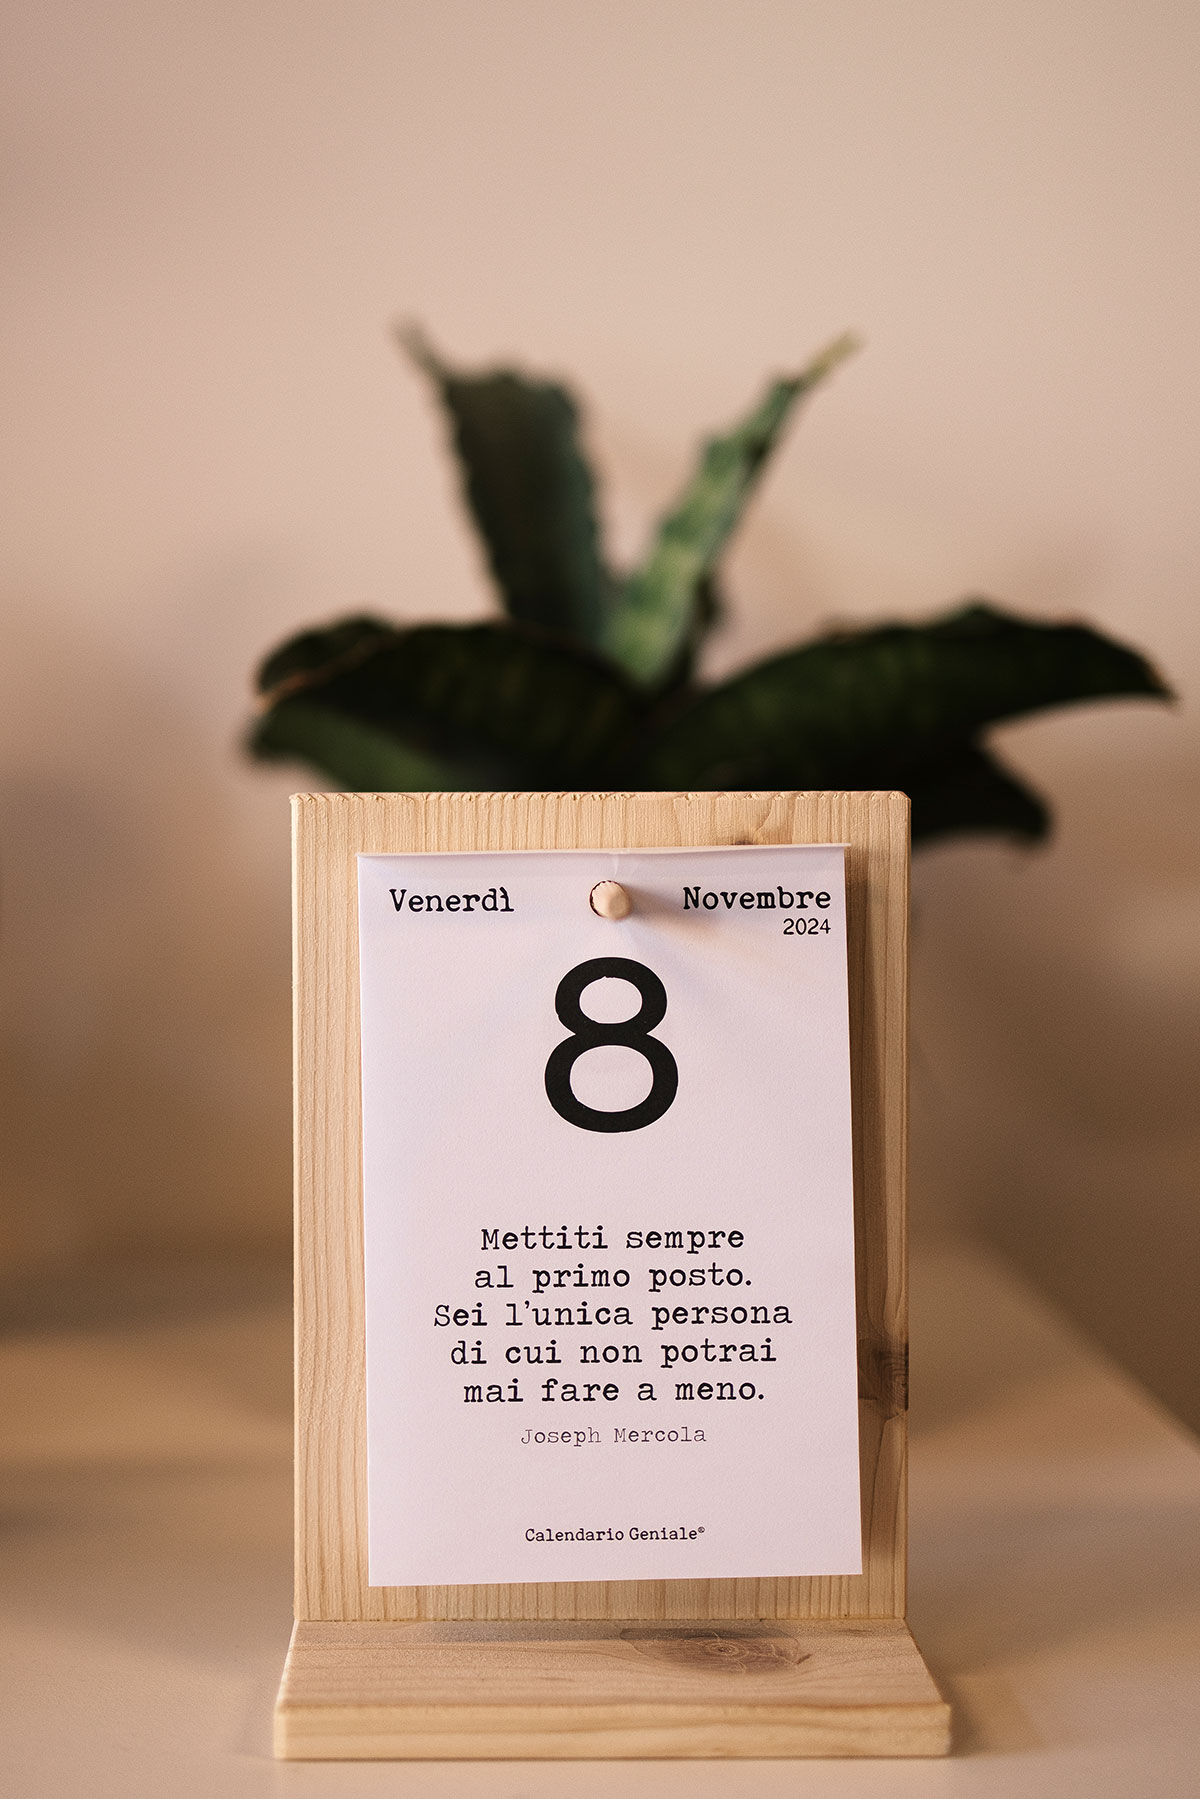 Venerdì
Novembre
2024
8
Mettiti sempre
al primo posto.
Sei l'unica persona
di cui non potrai
mai fare a meno.
Joseph Mercola
Calendario Geniale®